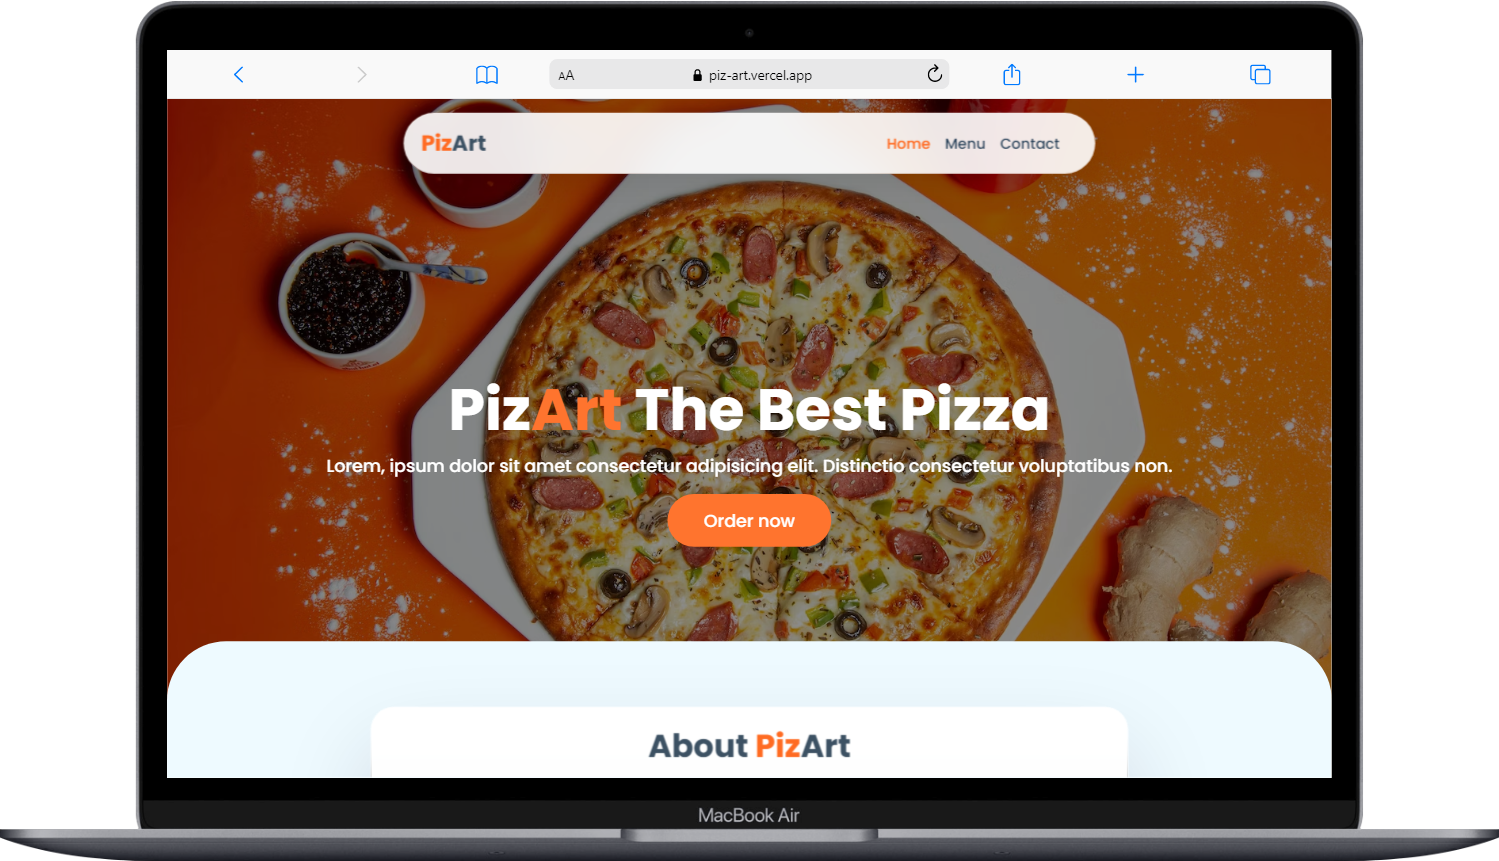 AA piz-art.vercel.app
PizArt Home Menu Contact
PizArt The Best Pizza
Lorem, ipsum dolor sit amet consectetur adipisicing elit. Distinctio consectetur voluptatibus non.
Order now
About PizArt
MacBook Air